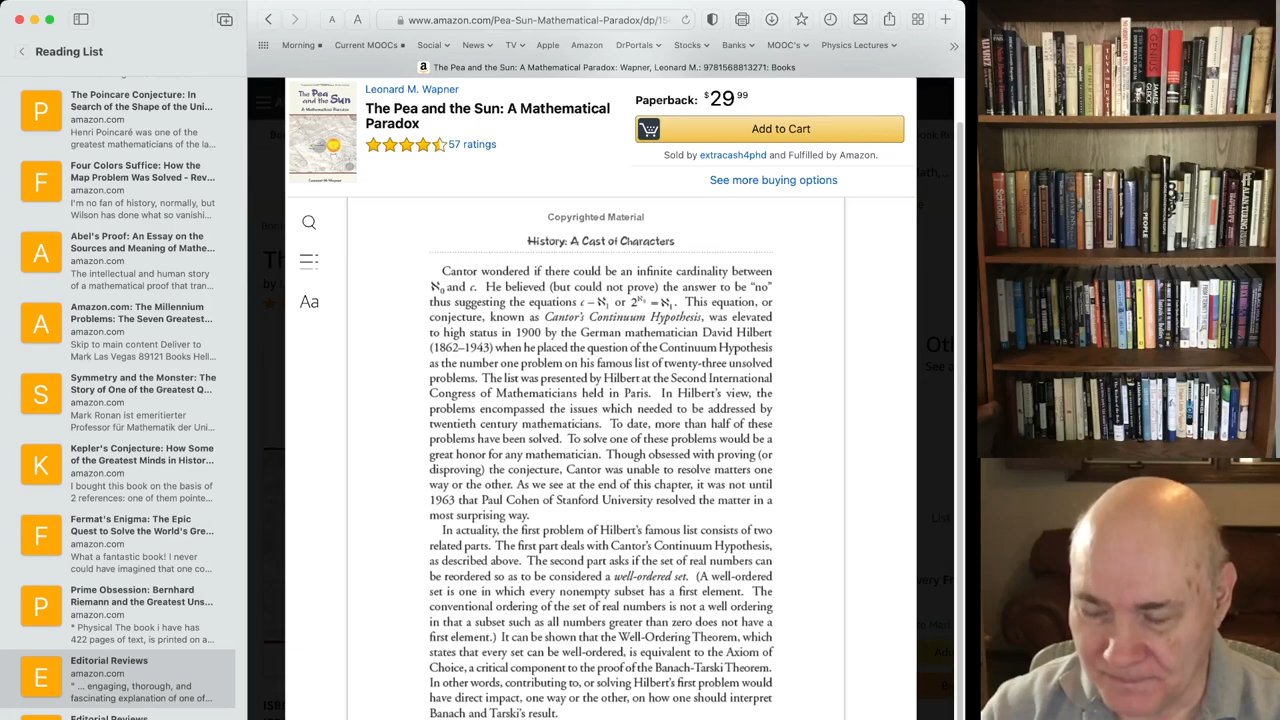 Reading List
The Poincare Conjecture: In
Search of the Shape of the Uni...
amazon.com
Henri Poincaré was one of the
greatest mathematicians of the la...
Four Colors Suffice: How the
Map Problem Was Solved - Rev...
amazon.com
I'm no fan of history, normally, but
Wilson has done what so vanishi...
Abel's Proof: An Essay on the
Sources and Meaning of Mathe...
amazon.com
The intellectual and human story
of a mathematical proof that tran...
Amazon.com: The Millennium
Problems: The Seven Greatest...
amazon.com
Skip to main content Deliver to
Mark Las Vegas 89121 Books Hell...
Symmetry and the Monster: The
Story of One of the Greatest Q...
amazon.com
Mark Ronan ist emeritierter
Professor für Mathematik der Uni...
Kepler's Conjecture: How Some
of the Greatest Minds in Histor...
amazon.com
I bought this book on the basis of
2 references: one of them pointe...
Fermat's Enigma: The Epic
Quest to Solve the World's Gre...
amazon.com
What a fantastic book! I never
could have imagined that one co...
Prime Obsession: Bernhard
Riemann and the Greatest Uns...
amazon.com
* Physical The book i have has
422 pages of text, is printed on a...
Editorial Reviews
amazon.com
" ... engaging, thorough, and
fascinating explanation of one of...
Editorial Reviews
P
F
A
A
S
K
F
P
E
A A www.amazon.com/Pea-Sun-Mathematical-Paradox/dp/15
Morning Current MOOCs Social News TV Apple Amazon DrPortals Stocks Banks MOOC's Physics Lectures
The Pea and the Sun: A Mathematical Paradox: Wapner, Leonard M.: 9781568813271: Books
Leonard M. Wapner
The Pea and the Sun: A Mathematical
Paradox
57 ratings
Paperback: $29 99
Add to Cart
Sold by extracash4phd and Fulfilled by Amazon.
See more buying options
Aa
Copyrighted Material
History: A Cast of Characters
Cantor wondered if there could be an infinite cardinality between
ℵ0 and c. He believed (but could not prove) the answer to be "no"
thus suggesting the equations c = ℵ1 or 2^ℵ0 = ℵ1. This equation, or
conjecture, known as Cantor's Continuum Hypothesis, was elevated
to high status in 1900 by the German mathematician David Hilbert
(1862–1943) when he placed the question of the Continuum Hypothesis
as the number one problem on his famous list of twenty-three unsolved
problems. The list was presented by Hilbert at the Second International
Congress of Mathematicians held in Paris. In Hilbert's view, the
problems encompassed the issues which needed to be addressed by
twentieth century mathematicians. To date, more than half of these
problems have been solved. To solve one of these problems would be a
great honor for any mathematician. Though obsessed with proving (or
disproving) the conjecture, Cantor was unable to resolve matters one
way or the other. As we see at the end of this chapter, it was not until
1963 that Paul Cohen of Stanford University resolved the matter in a
most surprising way.
In actuality, the first problem of Hilbert's famous list consists of two
related parts. The first part deals with Cantor's Continuum Hypothesis,
as described above. The second part asks if the set of real numbers can
be reordered so as to be considered a well-ordered set. (A well-ordered
set is one in which every nonempty subset has a first element. The
conventional ordering of the set of real numbers is not a well ordering
in that a subset such as all numbers greater than zero does not have a
first element.) It can be shown that the Well-Ordering Theorem, which
states that every set can be well-ordered, is equivalent to the Axiom of
Choice, a critical component to the proof of the Banach-Tarski Theorem.
In other words, contributing to, or solving Hilbert's first problem would
have direct impact, one way or the other, on how one should interpret
Banach and Tarski's result.
The
Pea and the Sun
A Mathematical Paradox
Leonard M. Wapner
GENIUS
PEOPLE
ALAN TURING